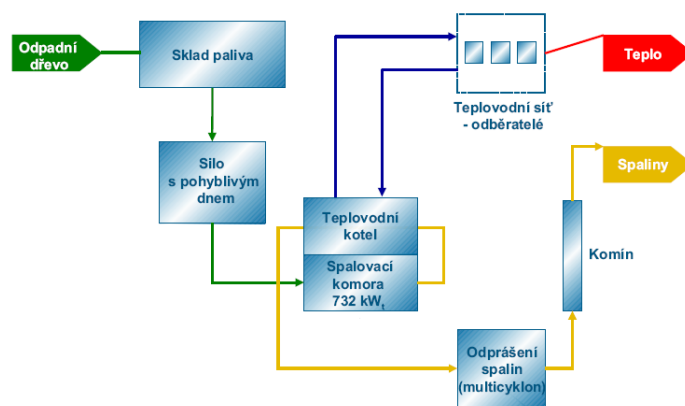 Odpadní
dřevo
Sklad paliva
Teplo
Teplovodní síť
- odběratelé
Silo
s pohyblivým
dnem
Spaliny
Teplovodní
kotel
Spalovací
komora
732 kWt
Komín
Odprášení
spalin
(multicyklon)